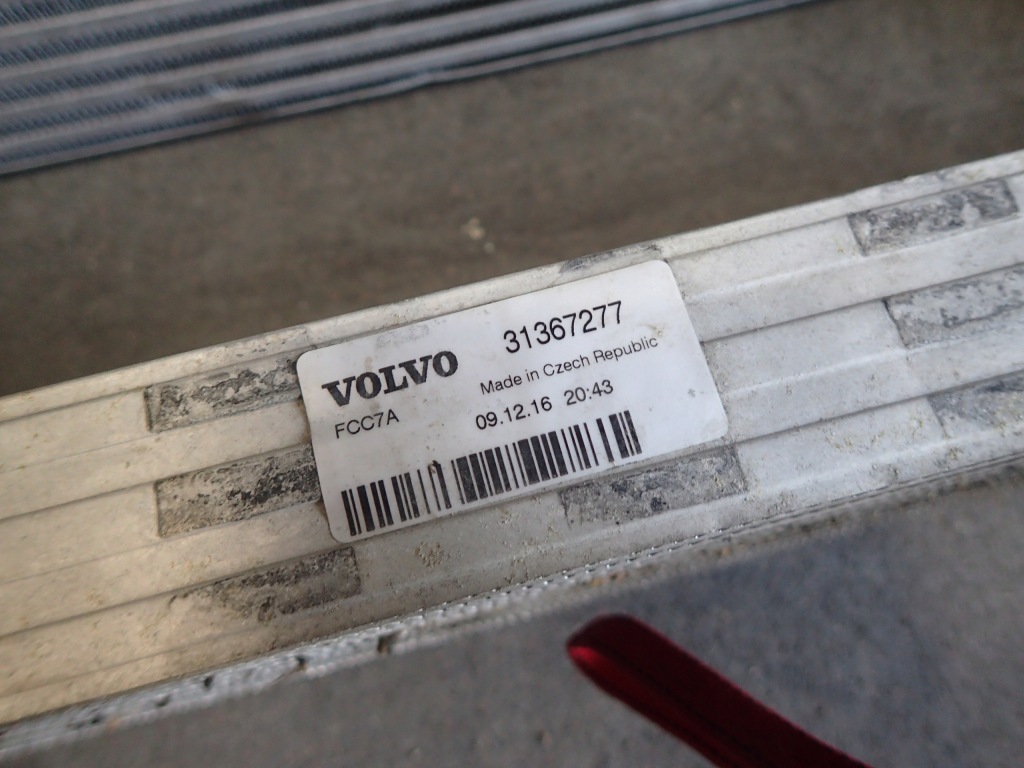 VOLVO 31367277
Made in Czech Republic
FCC7A 09.12.16 20:43